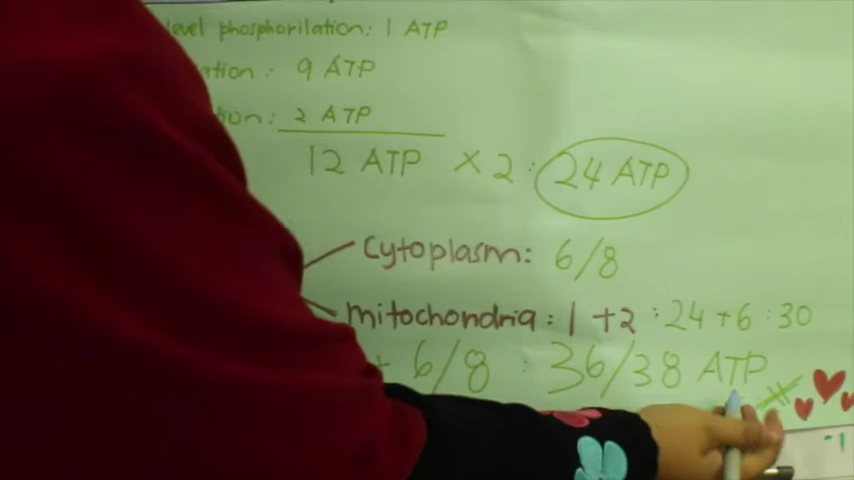 level phosphorilation: 1 ATP
ation: 9 ATP
tion: 2 ATP
12 ATP × 2: 24 ATP
Cytoplasm: 6/8
mitochondria: 1 +2 :24 +6 :30
+ 6/8 : 36/38 ATP